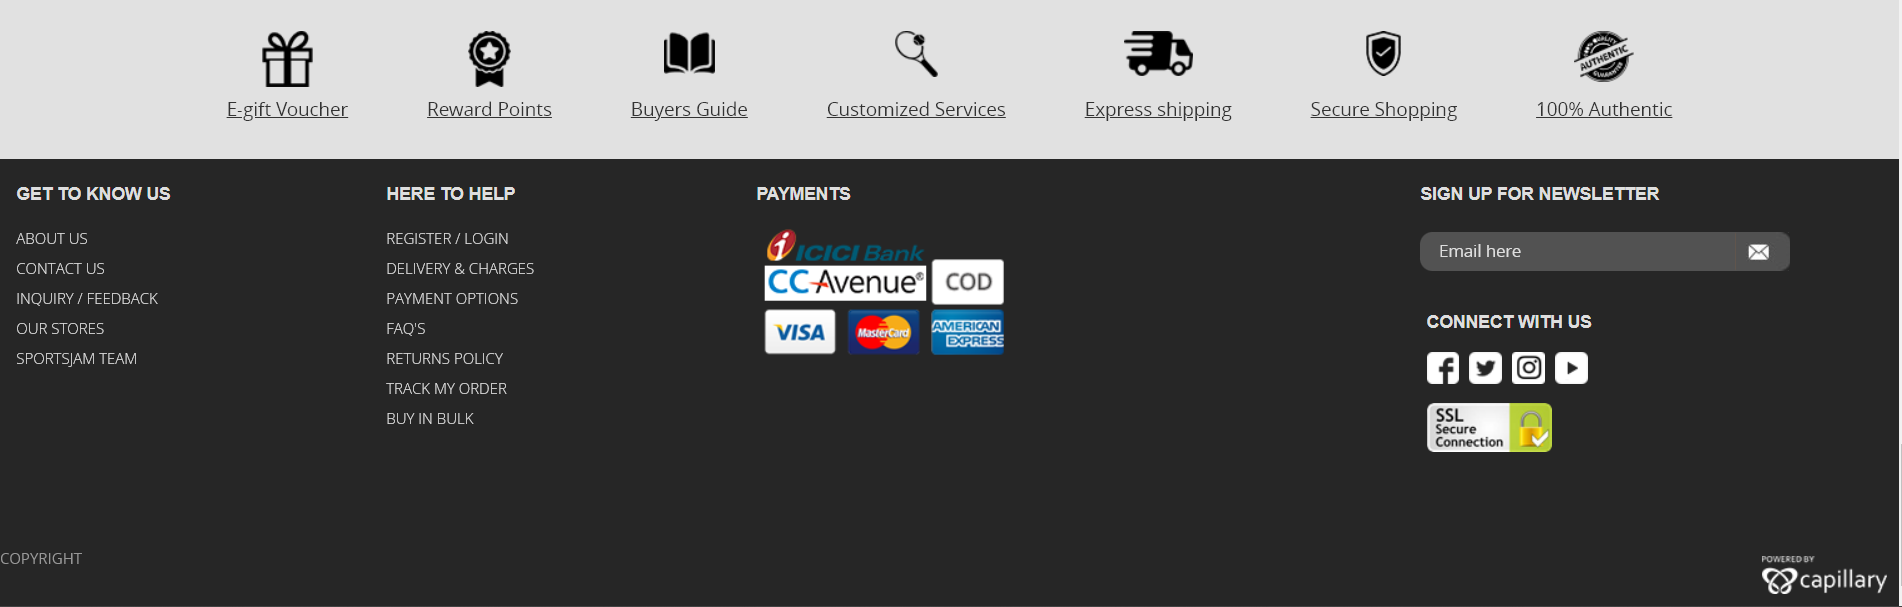 100% QUALITY
AUTHENTIC
GUARANTEE
E-gift Voucher
Reward Points
Buyers Guide
Customized Services
Express shipping
Secure Shopping
100% Authentic
GET TO KNOW US
ABOUT US
CONTACT US
INQUIRY / FEEDBACK
OUR STORES
SPORTSJAM TEAM
HERE TO HELP
REGISTER / LOGIN
DELIVERY & CHARGES
PAYMENT OPTIONS
FAQ'S
RETURNS POLICY
TRACK MY ORDER
BUY IN BULK
PAYMENTS
ICICI Bank
CCAvenue®
COD
VISA
MasterCard
AMERICAN
EXPRESS
SIGN UP FOR NEWSLETTER
Email here
CONNECT WITH US
SSL
Secure
Connection
COPYRIGHT
POWERED BY
capillary